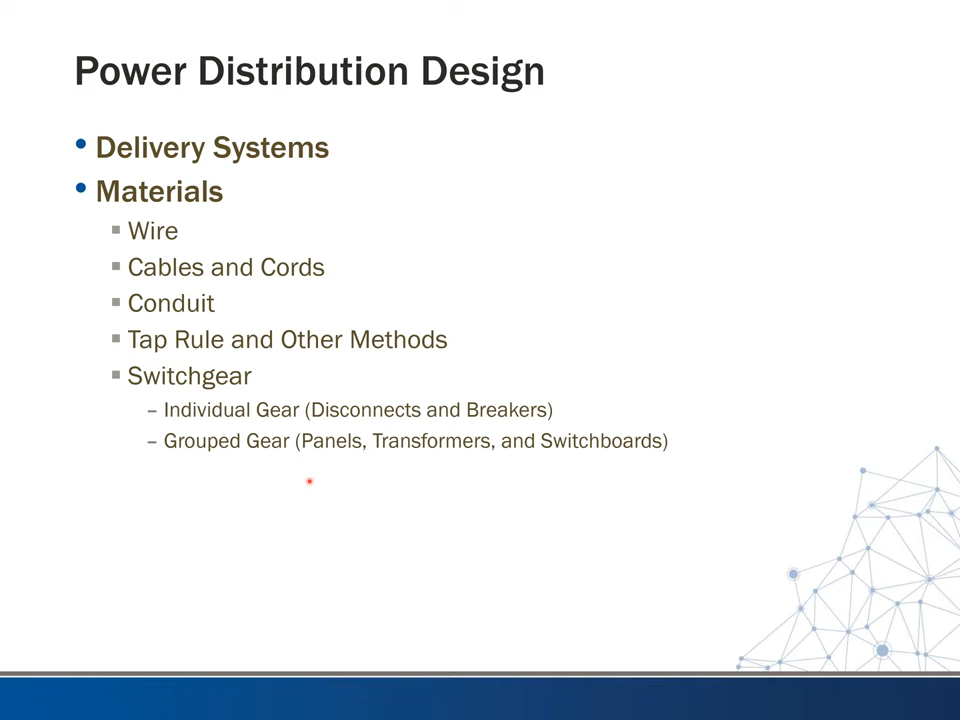 Power Distribution Design
• Delivery Systems
• Materials
▪ Wire
▪ Cables and Cords
▪ Conduit
▪ Tap Rule and Other Methods
▪ Switchgear
– Individual Gear (Disconnects and Breakers)
– Grouped Gear (Panels, Transformers, and Switchboards)